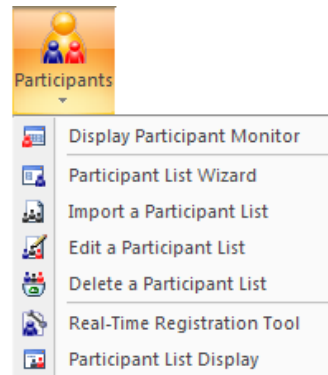 Participants
Display Participant Monitor
Participant List Wizard
Import a Participant List
Edit a Participant List
Delete a Participant List
Real-Time Registration Tool
Participant List Display